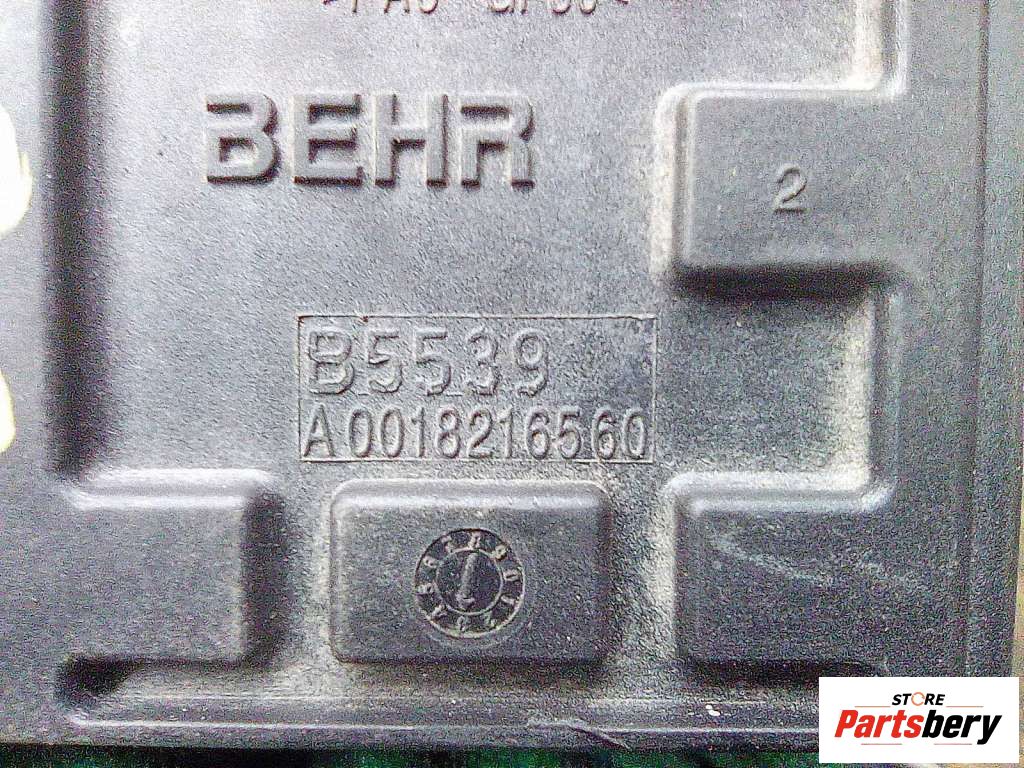 BEHR
2
B5539
A0018216560
STORE
Partsbery